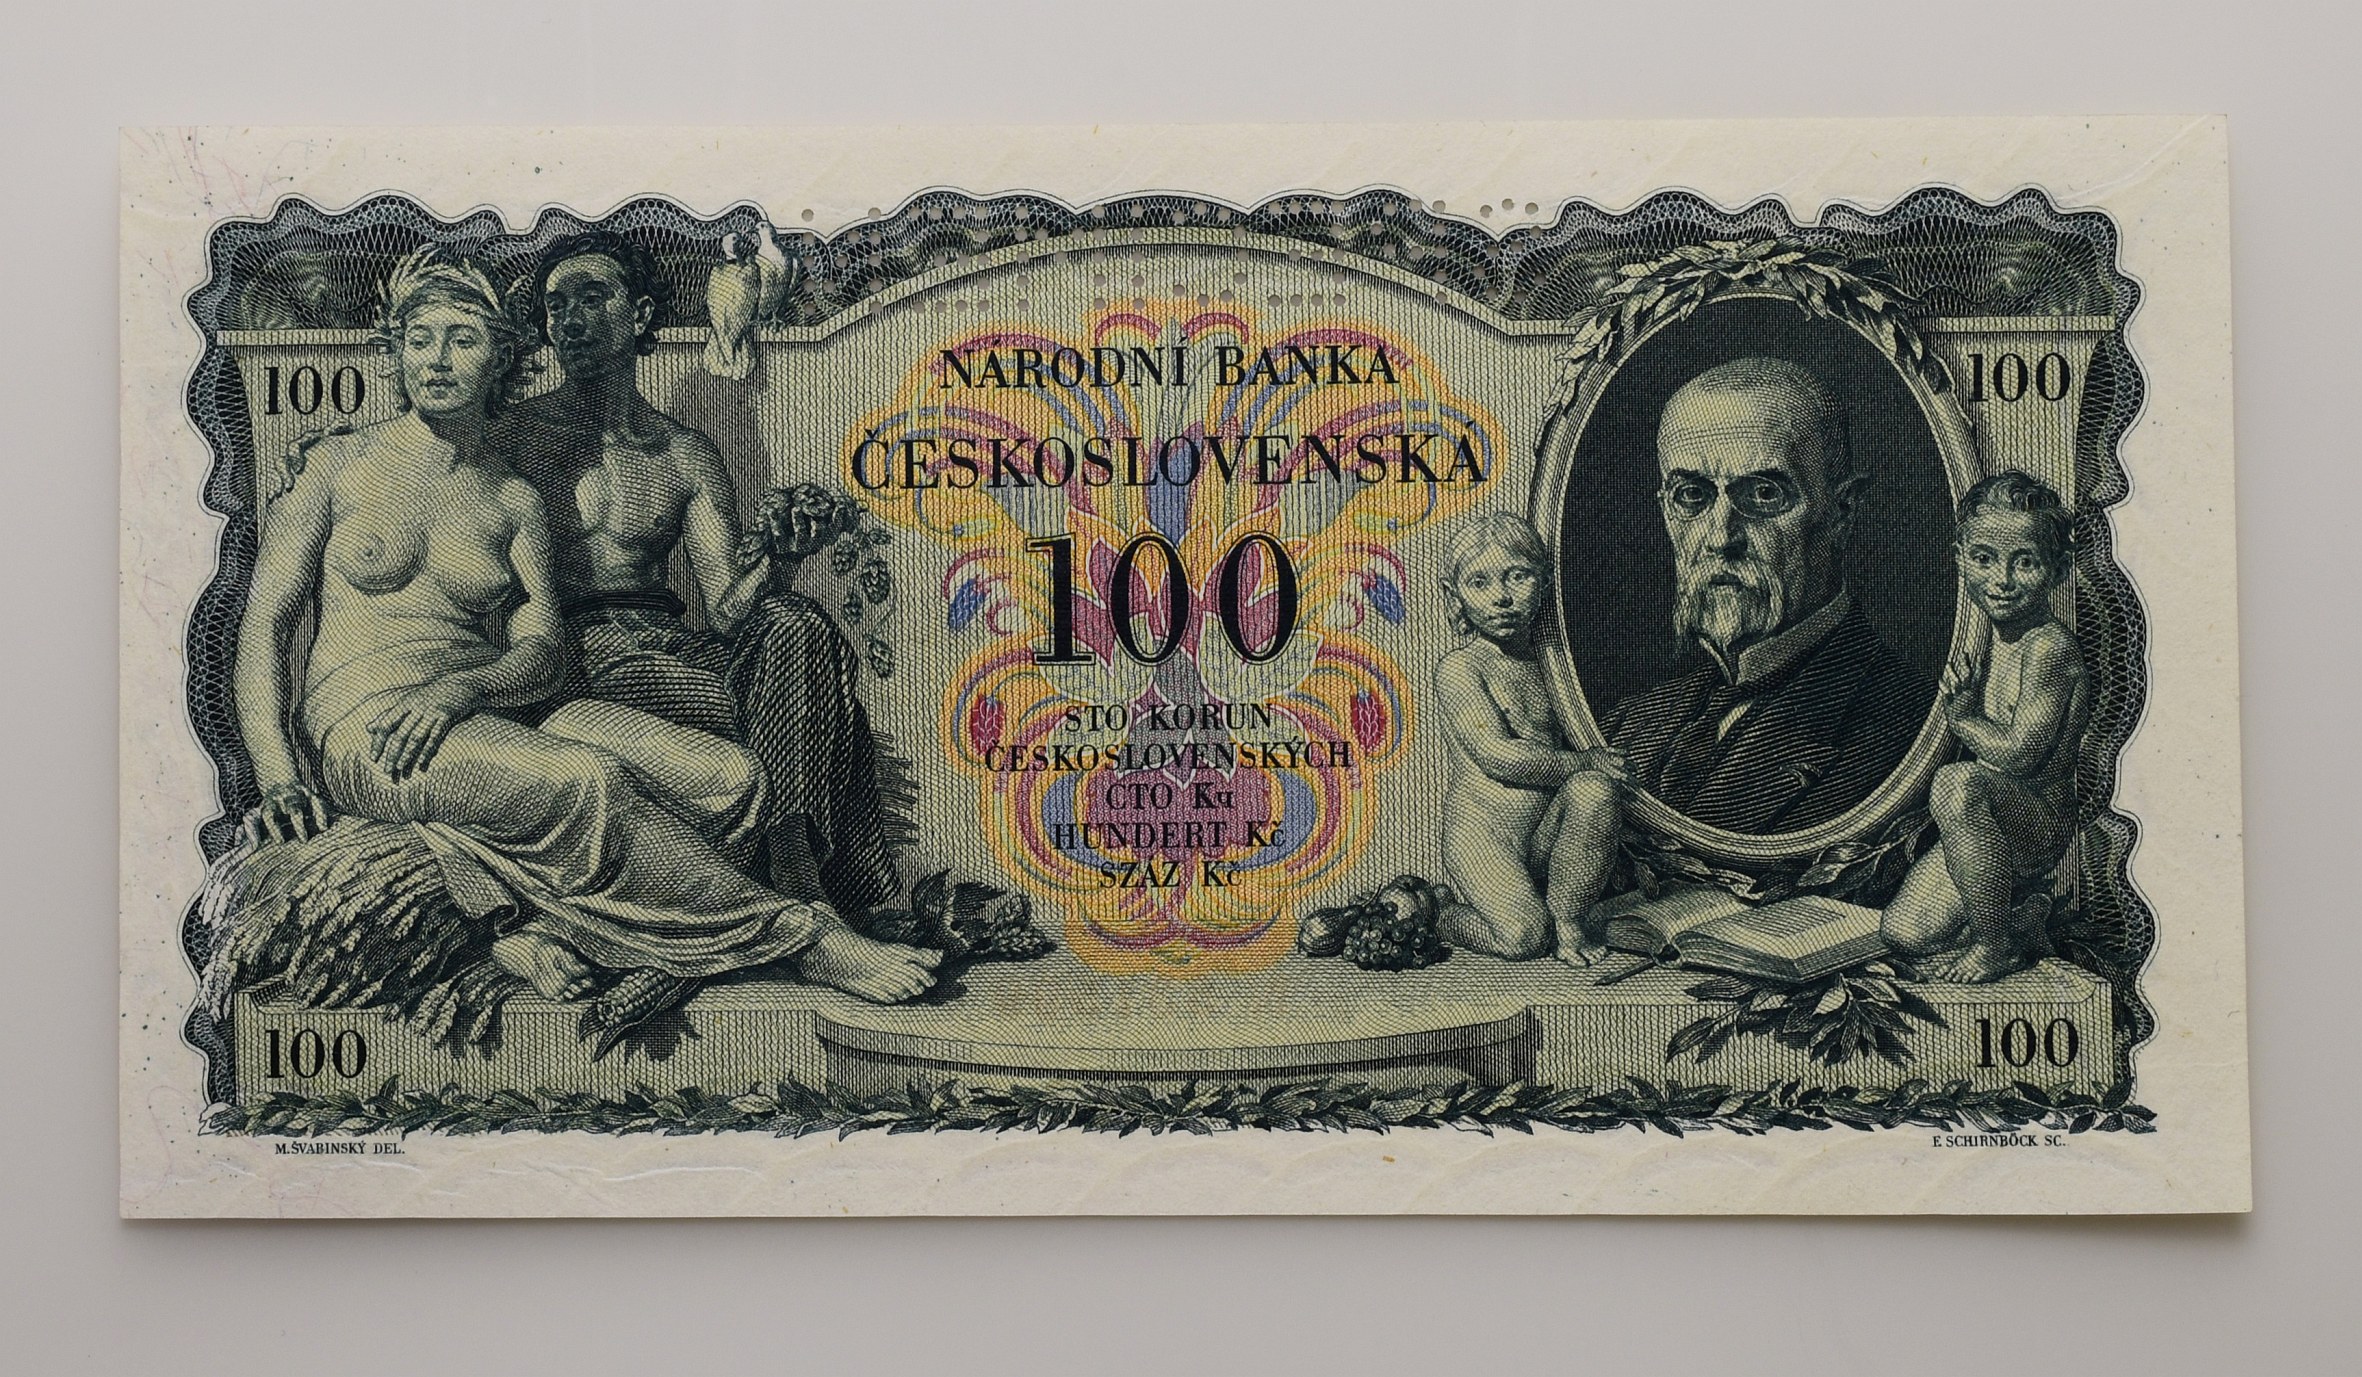 100
100
NÁRODNÍ BANKA
ČESKOSLOVENSKÁ
100
STO KORUN
ČESKOSLOVENSKÝCH
СТО Кч
HUNDERT Kč
SZÁZ Kč
100
100
M.ŠVABINSKÝ DEL.
E.SCHIRNBÖCK SC.